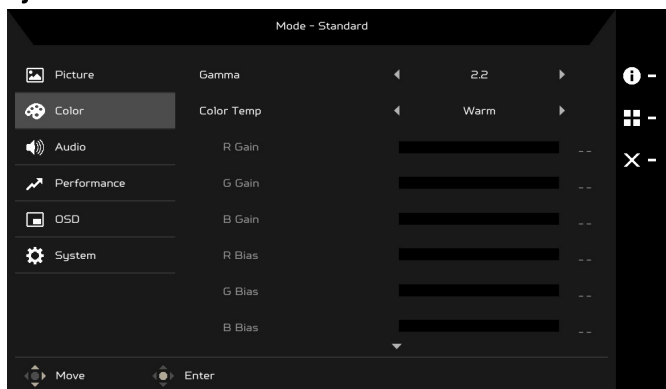 Mode - Standard
Picture
Gamma 2.2
Color
Color Temp Warm
Audio
R Gain --
Performance
G Gain --
OSD
B Gain --
System
R Bias --
G Bias --
B Bias --
Move Enter